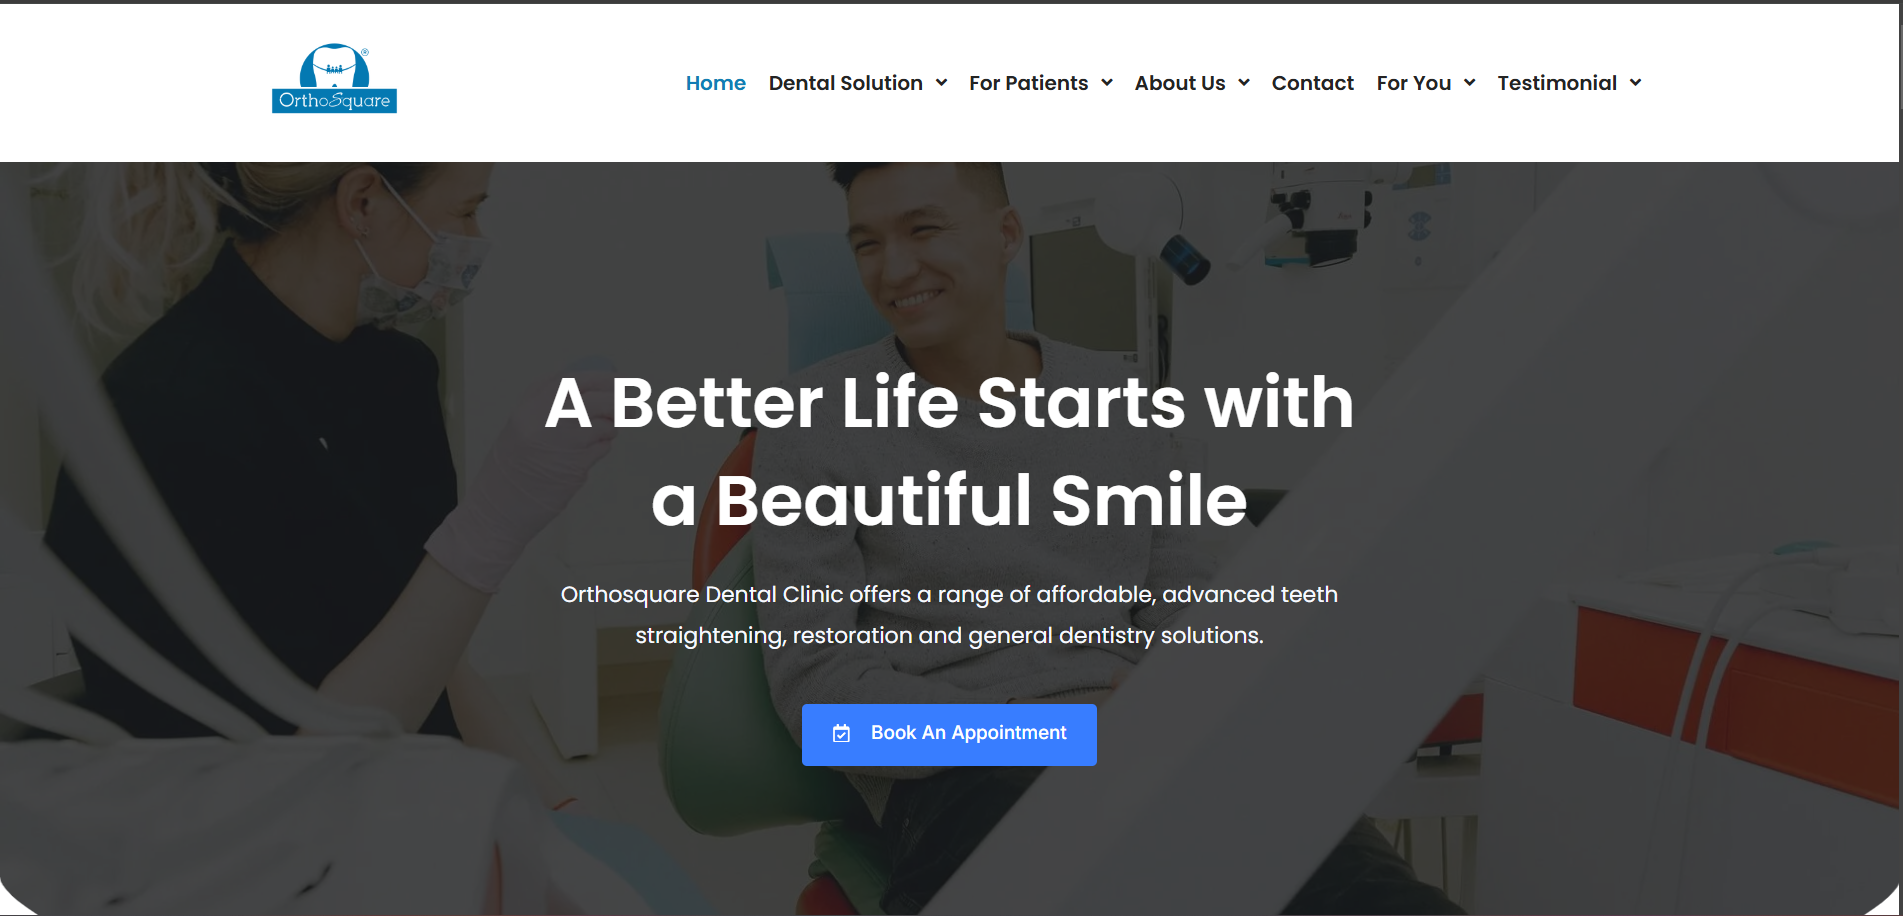 OrthoSquare
®
Home Dental Solution For Patients About Us Contact For You Testimonial
A Better Life Starts with
a Beautiful Smile
Orthosquare Dental Clinic offers a range of affordable, advanced teeth
straightening, restoration and general dentistry solutions.
Book An Appointment